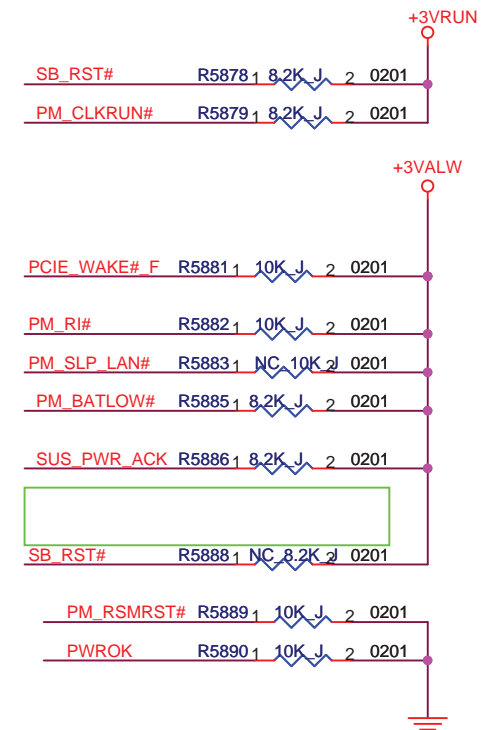 +3VRUN
SB_RST# R5878 1 8.2K_J 2 0201
PM_CLKRUN# R5879 1 8.2K_J 2 0201
+3VALW
PCIE_WAKE#_F R5881 1 10K_J 2 0201
PM_RI# R5882 1 10K_J 2 0201
PM_SLP_LAN# R5883 1 NC_10K_J 2 0201
PM_BATLOW# R5885 1 8.2K_J 2 0201
SUS_PWR_ACK R5886 1 8.2K_J 2 0201
SB_RST# R5888 1 NC_8.2K_J 2 0201
PM_RSMRST# R5889 1 10K_J 2 0201
PWROK R5890 1 10K_J 2 0201